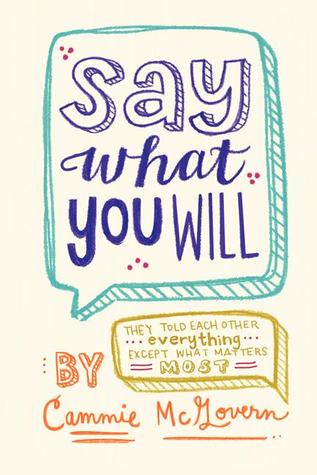 say
what
you WILL
THEY TOLD EACH OTHER
...everything...
EXCEPT WHAT MATTERS
MOST
BY
Cammie McGovern